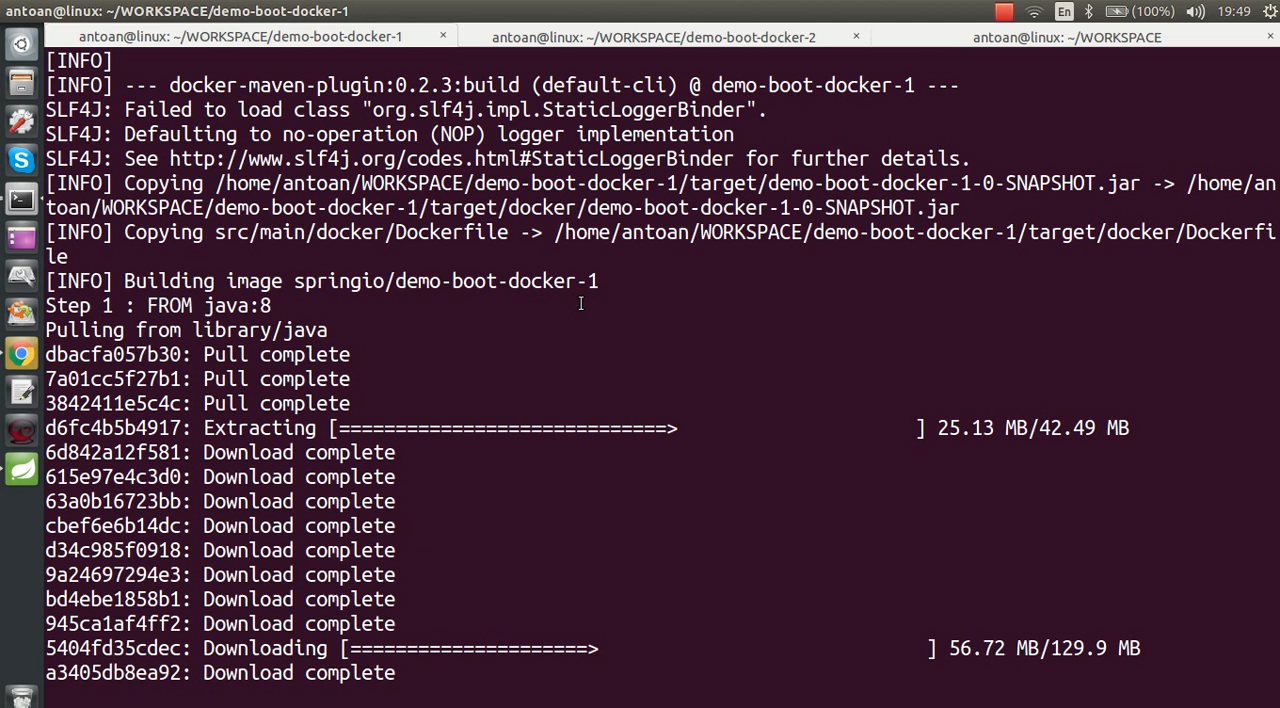 antoan@linux: ~/WORKSPACE/demo-boot-docker-1
En
(100%)
19:49
antoan@linux: ~/WORKSPACE/demo-boot-docker-1 ×
antoan@linux: ~/WORKSPACE/demo-boot-docker-2 ×
antoan@linux: ~/WORKSPACE ×
[INFO]
[INFO] --- docker-maven-plugin:0.2.3:build (default-cli) @ demo-boot-docker-1 ---
SLF4J: Failed to load class "org.slf4j.impl.StaticLoggerBinder".
SLF4J: Defaulting to no-operation (NOP) logger implementation
SLF4J: See http://www.slf4j.org/codes.html#StaticLoggerBinder for further details.
[INFO] Copying /home/antoan/WORKSPACE/demo-boot-docker-1/target/demo-boot-docker-1-0-SNAPSHOT.jar -> /home/an
toan/WORKSPACE/demo-boot-docker-1/target/docker/demo-boot-docker-1-0-SNAPSHOT.jar
[INFO] Copying src/main/docker/Dockerfile -> /home/antoan/WORKSPACE/demo-boot-docker-1/target/docker/Dockerfi
le
[INFO] Building image springio/demo-boot-docker-1
Step 1 : FROM java:8
Pulling from library/java
dbacfa057b30: Pull complete
7a01cc5f27b1: Pull complete
3842411e5c4c: Pull complete
d6fc4b5b4917: Extracting [=============================>                     ] 25.13 MB/42.49 MB
6d842a12f581: Download complete
615e97e4c3d0: Download complete
63a0b16723bb: Download complete
cbef6e6b14dc: Download complete
d34c985f0918: Download complete
9a24697294e3: Download complete
bd4ebe1858b1: Download complete
945ca1af4ff2: Download complete
5404fd35cdec: Downloading [=====================>                             ] 56.72 MB/129.9 MB
a3405db8ea92: Download complete